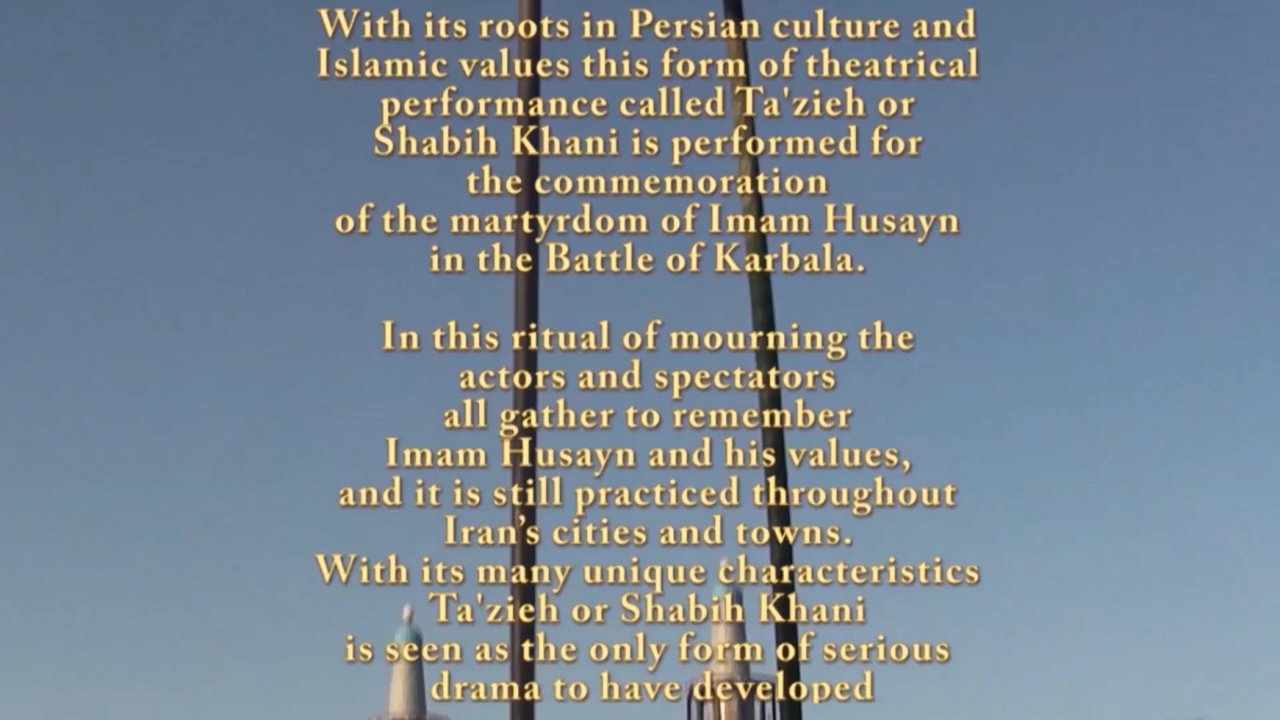 With its roots in Persian culture and
Islamic values this form of theatrical
performance called Ta'zieh or
Shabih Khani is performed for
the commemoration
of the martyrdom of Imam Husayn
in the Battle of Karbala.
In this ritual of mourning the
actors and spectators
all gather to remember
Imam Husayn and his values,
and it is still practiced throughout
Iran’s cities and towns.
With its many unique characteristics
Ta'zieh or Shabih Khani
is seen as the only form of serious
drama to have developed